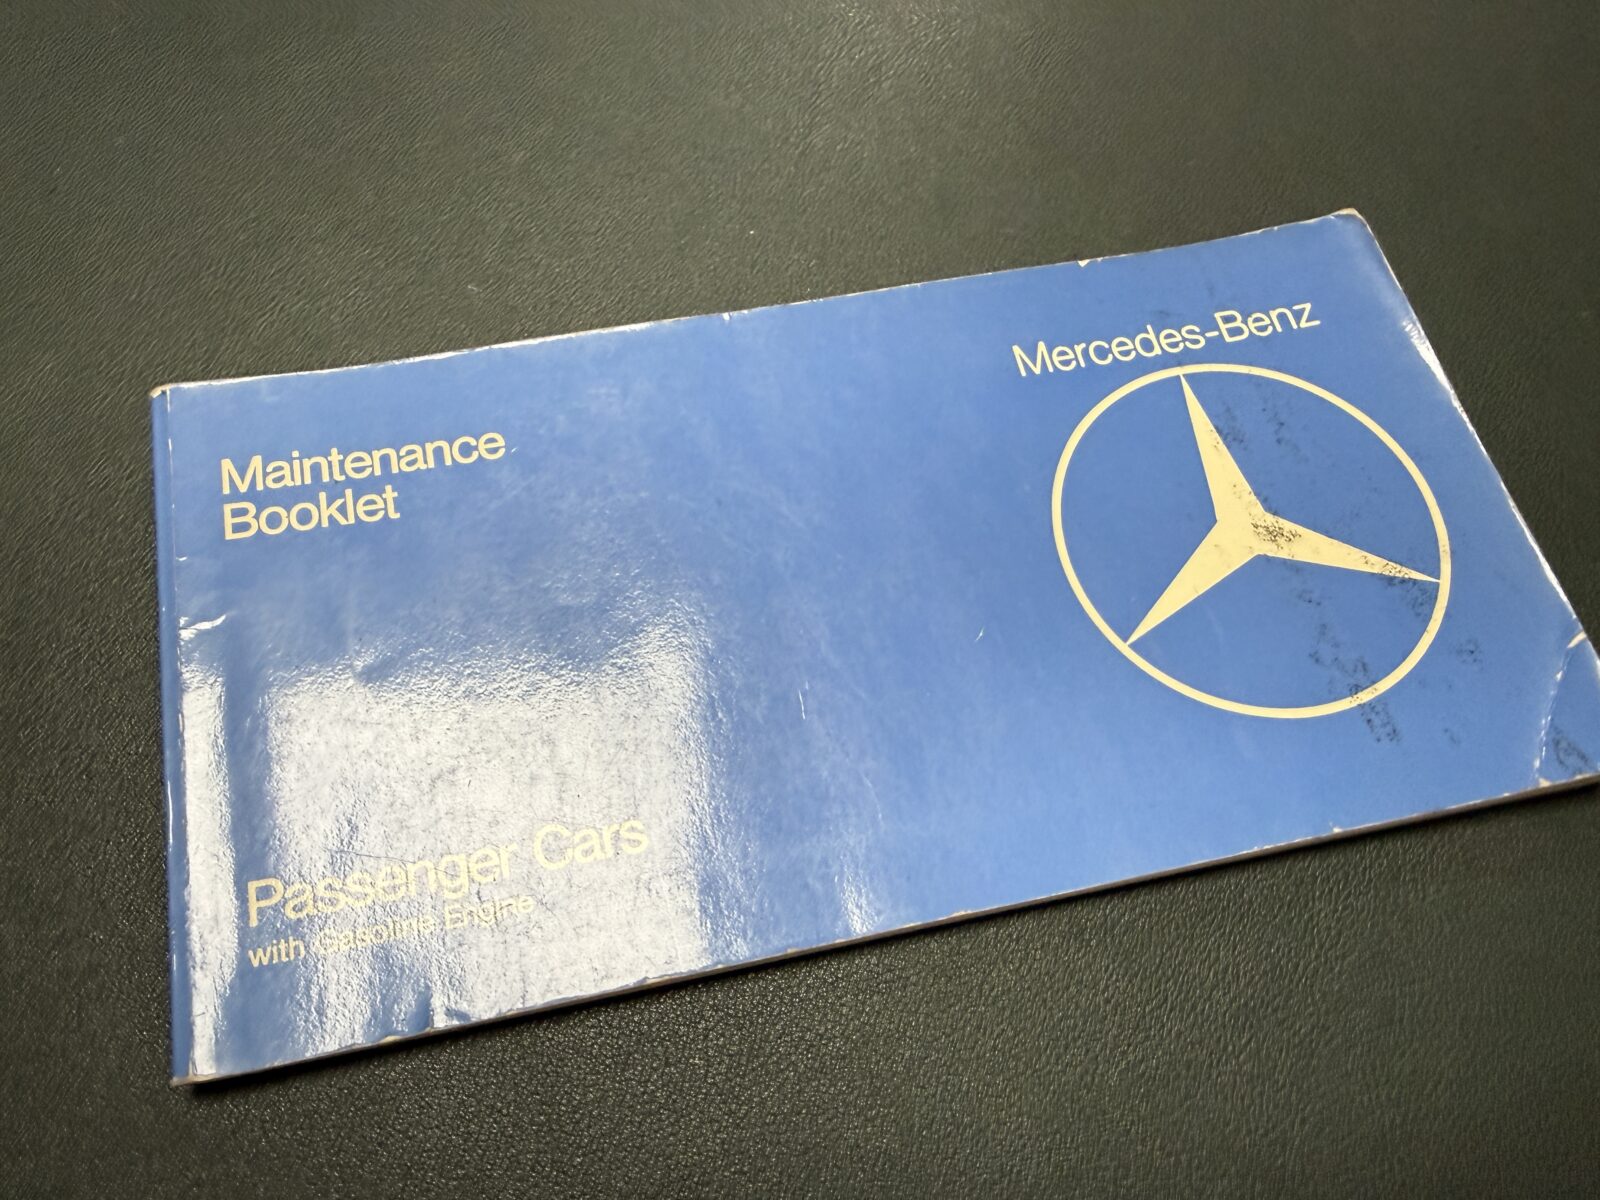 Mercedes-Benz
Maintenance
Booklet
Passenger Cars
with Gasoline Engine